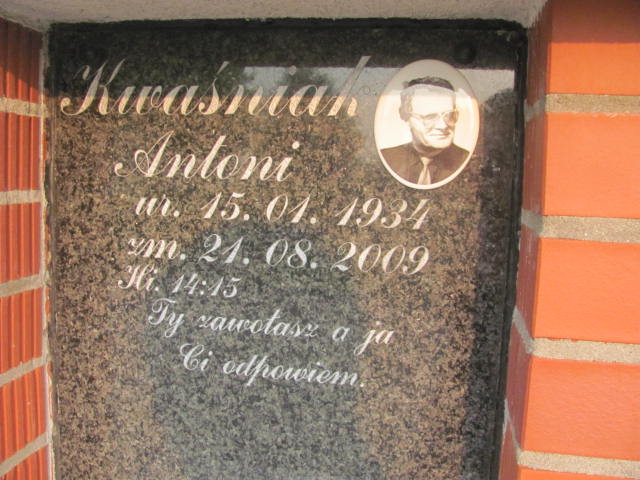 Kwaśniak
Antoni
ur. 15. 01. 1934
zm. 21. 08. 2009
Hi. 14:15
Ty zawołasz a ja
Ci odpowiem.